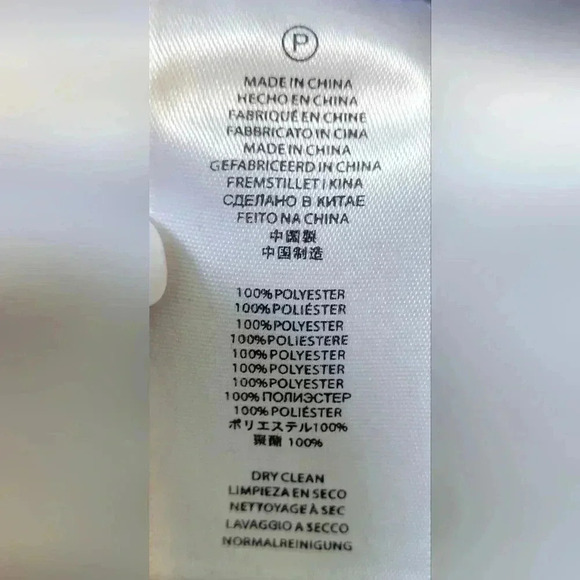 P
MADE IN CHINA
HECHO EN CHINA
FABRIQUÉ EN CHINE
FABBRICATO IN CINA
MADE IN CHINA
GEFABRICEERD IN CHINA
FREMSTILLET I KINA
СДЕЛАНО В КИТАЕ
FEITO NA CHINA
中国製
中国制造
100% POLYESTER
100% POLIÉSTER
100% POLYESTER
100% POLIESTERE
100% POLYESTER
100% POLYESTER
100% POLYESTER
100% ПОЛИЭСТЕР
100% POLIÉSTER
ポリエステル100%
聚酯 100%
DRY CLEAN
LIMPIEZA EN SECO
NETTOYAGE À SEC
LAVAGGIO A SECCO
NORMALREINIGUNG